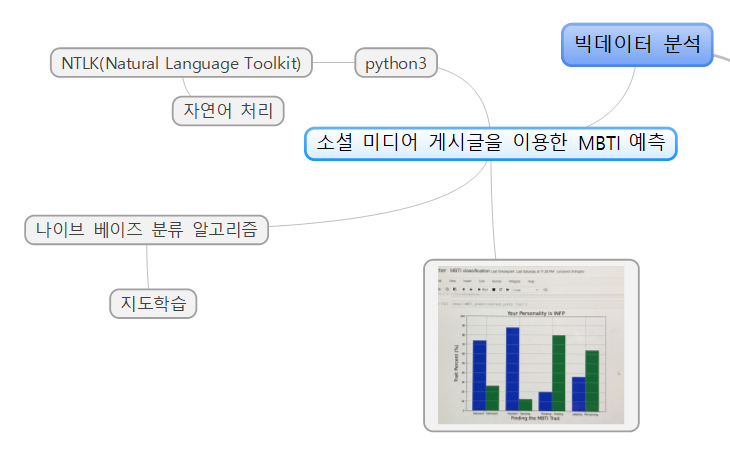 빅데이터 분석
NTLK(Natural Language Toolkit)
python3
자연어 처리
소셜 미디어 게시글을 이용한 MBTI 예측
나이브 베이즈 분류 알고리즘
지도학습
MBTI classification
Your Personality is INFP
Trait Percent (%)
Finding the MBTI Trait